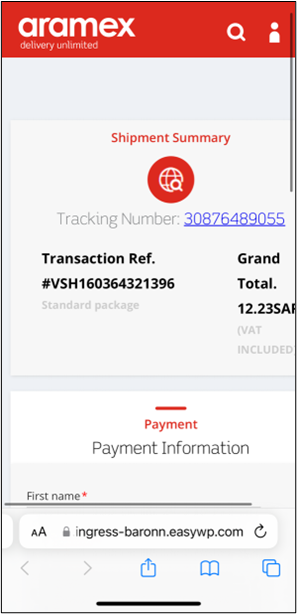 aramex
delivery unlimited
Shipment Summary
Tracking Number: 30876489055
Transaction Ref.
#VSH160364321396
Standard package
Grand
Total.
12.23SAR
(VAT
INCLUDED
Payment
Payment Information
First name*
AA ingress-baronn.easywp.com